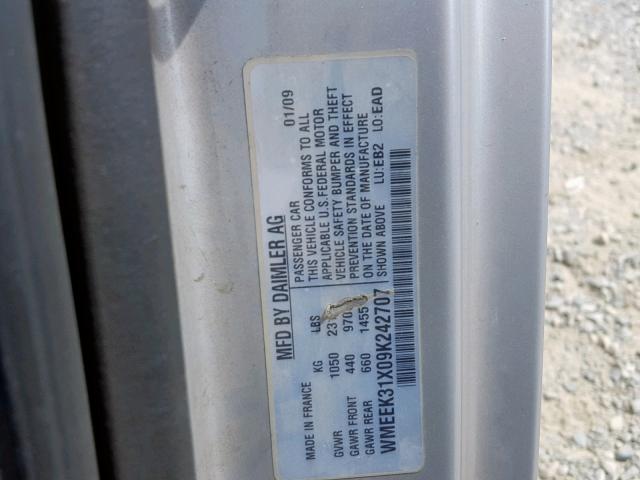 MFD BY DAIMLER AG
PASSENGER CAR 01/09
THIS VEHICLE CONFORMS TO ALL
APPLICABLE U.S. FEDERAL MOTOR
VEHICLE SAFETY BUMPER AND THEFT
PREVENTION STANDARDS IN EFFECT
ON THE DATE OF MANUFACTURE
SHOWN ABOVE LU:EB2 LO:EAD
MADE IN FRANCE KG LBS
GVWR 1050
GAWR FRONT 440 970
GAWR REAR 660 1455
WMEEK31X09K242707